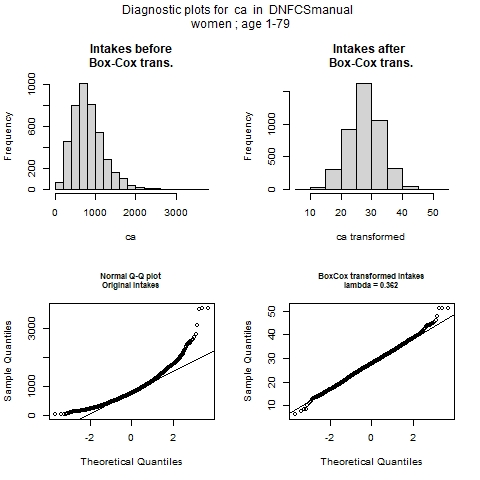 Diagnostic plots for ca in DNFCSmanual
women ; age 1-79
Intakes before
Box-Cox trans.
Frequency
200
600
1000
0
1000
2000
3000
ca
Intakes after
Box-Cox trans.
Frequency
0
500
1000
10
20
30
40
50
ca transformed
Normal Q-Q plot
Original intakes
Sample Quantiles
0
1000
3000
-2
0
2
Theoretical Quantiles
BoxCox transformed intakes
lambda = 0.362
Sample Quantiles
10
20
30
40
50
-2
0
2
Theoretical Quantiles